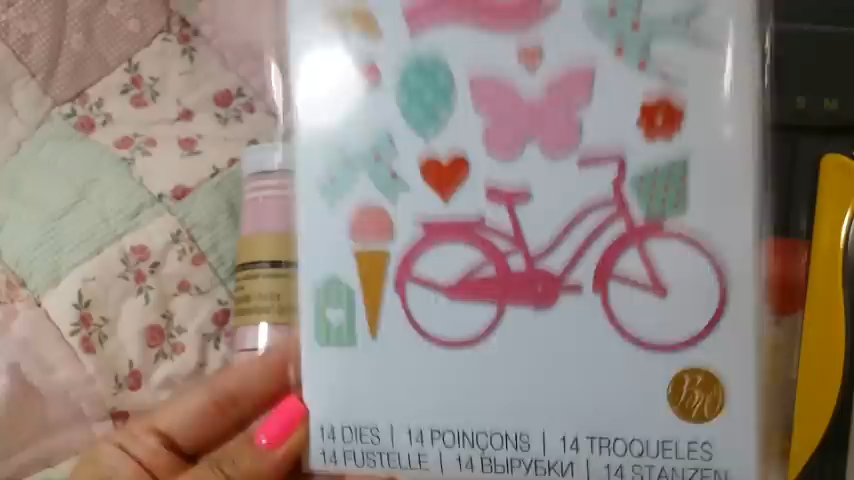 S M
14 DIES | 14 POINÇONS | 14 TROQUELES
14 FUSTELLE | 14 ВЫРУБКИ | 14 STANZEN